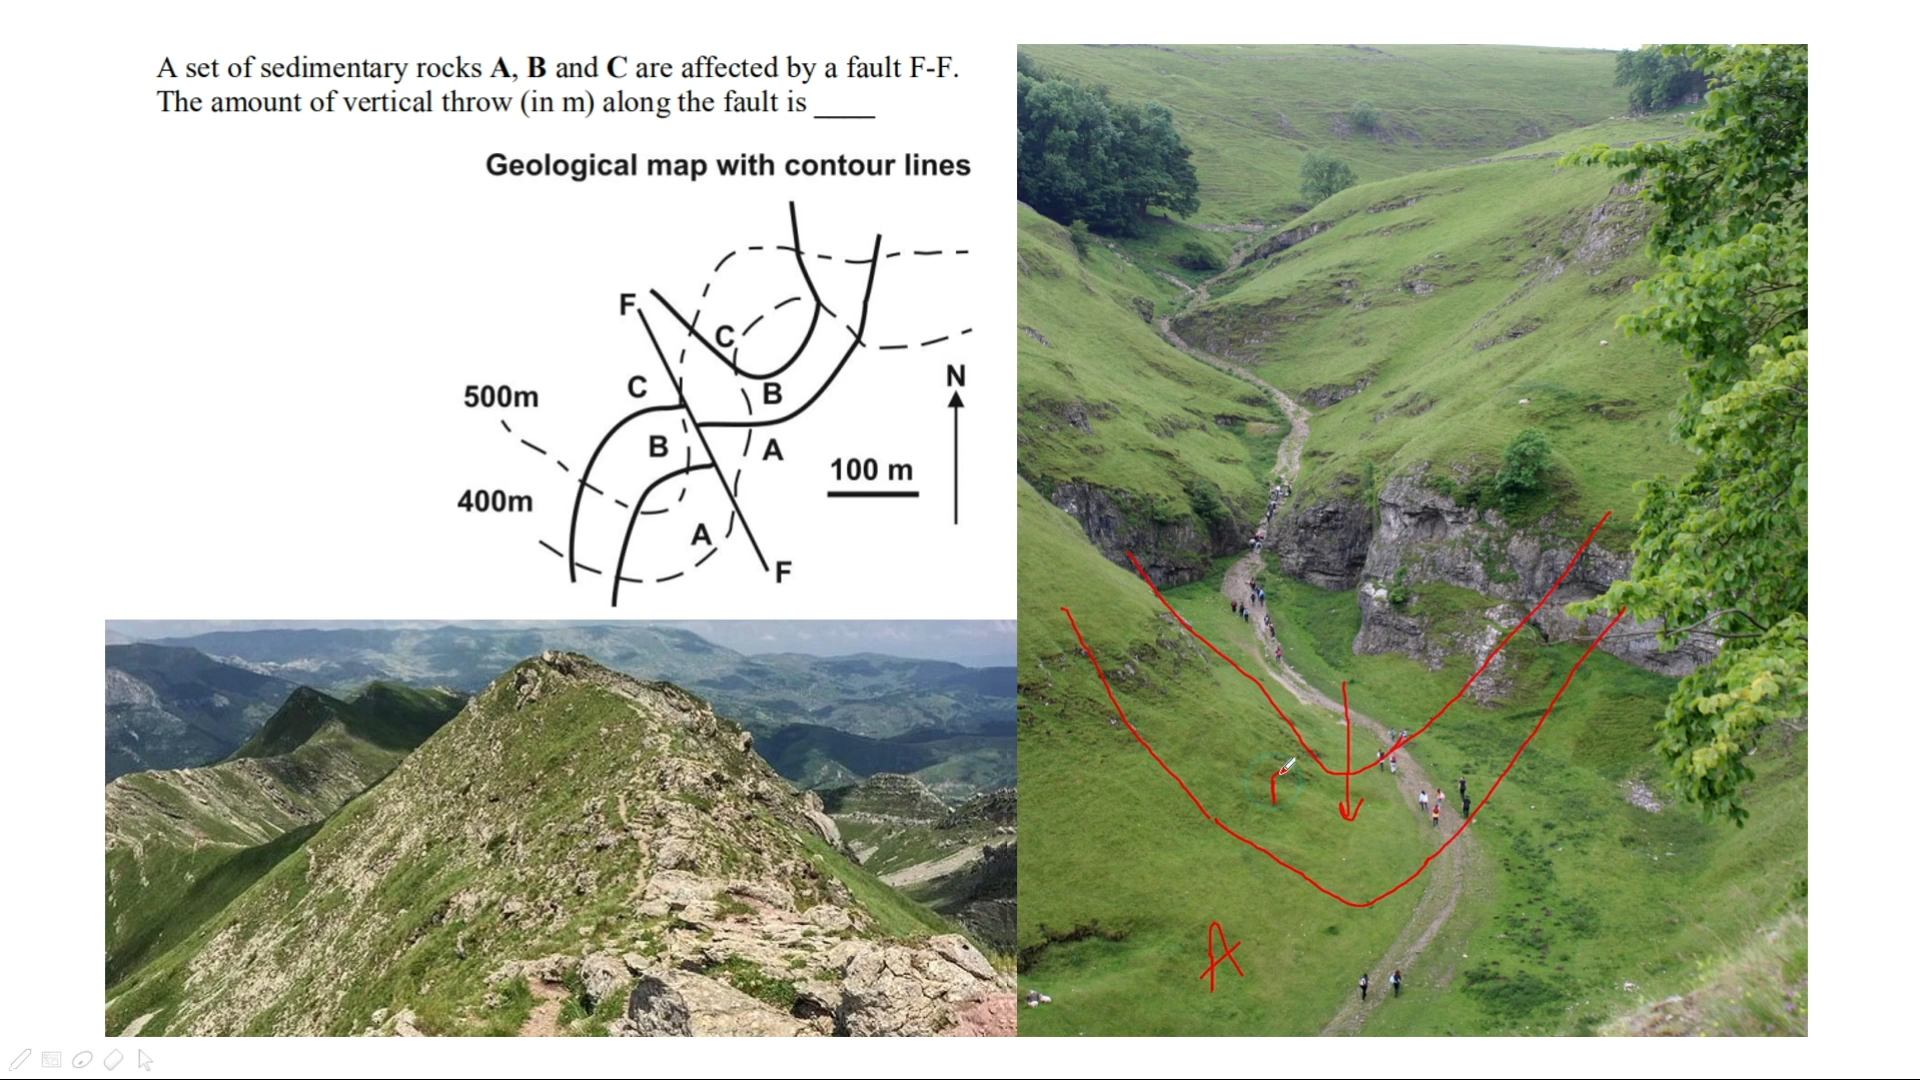 A set of sedimentary rocks A, B and C are affected by a fault F-F.
The amount of vertical throw (in m) along the fault is ____
Geological map with contour lines
F
C
N
C
500m
B
B
A
100 m
400m
A
F
A